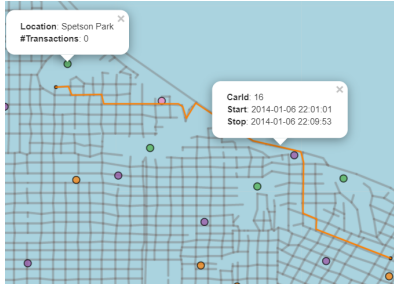 Location: Spetson Park
#Transactions: 0
CarId: 16
Start: 2014-01-06 22:01:01
Stop: 2014-01-06 22:09:53